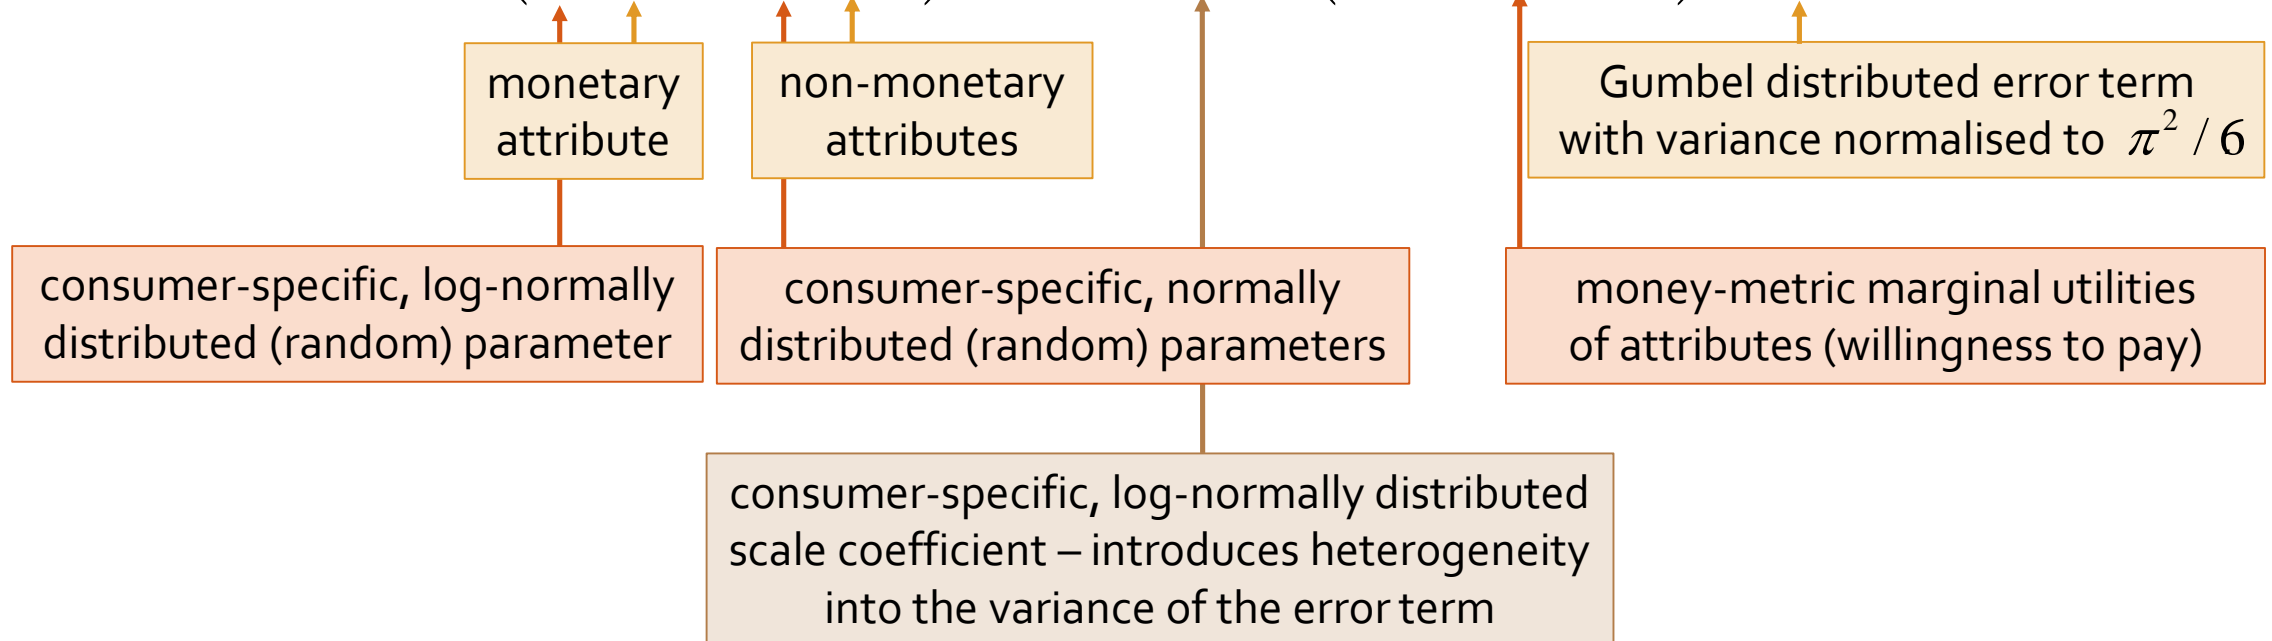 monetary
attribute
non-monetary
attributes
Gumbel distributed error term
with variance normalised to π² / 6
consumer-specific, log-normally
distributed (random) parameter
consumer-specific, normally
distributed (random) parameters
money-metric marginal utilities
of attributes (willingness to pay)
consumer-specific, log-normally distributed
scale coefficient – introduces heterogeneity
into the variance of the error term